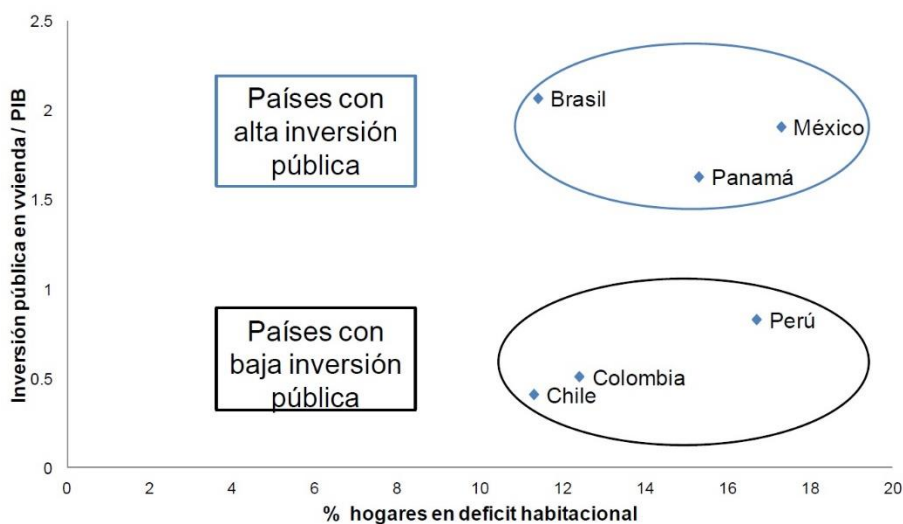 2.5
2
1.5
1
0.5
0
Inversión pública en vvienda / PIB
Países con
alta inversión
pública
Brasil
México
Panamá
Países con
baja inversión
pública
Perú
Colombia
Chile
0 2 4 6 8 10 12 14 16 18 20
% hogares en deficit habitacional